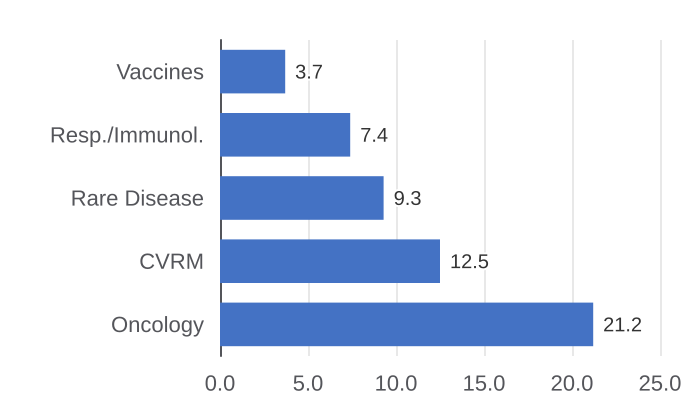 Vaccines 3.7
Resp./Immunol. 7.4
Rare Disease 9.3
CVRM 12.5
Oncology 21.2
0.0 5.0 10.0 15.0 20.0 25.0